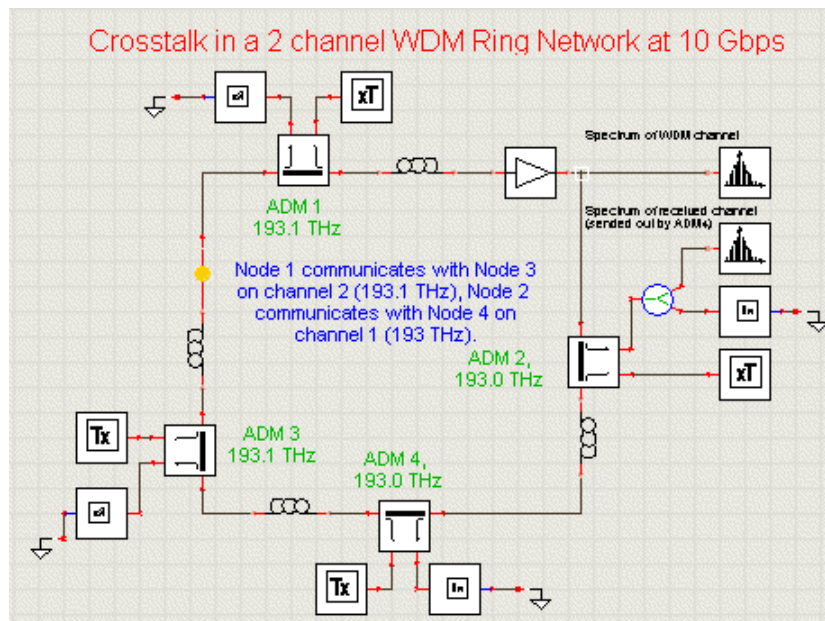 Crosstalk in a 2 channel WDM Ring Network at 10 Gbps
xT
Spectrum of WDM channel
ADM 1
193.1 THz
Spectrum of received channel
(sended out by ADM4)
Node 1 communicates with Node 3
on channel 2 (193.1 THz), Node 2
communicates with Node 4 on
channel 1 (193 THz).
ADM 2,
193.0 THz
xT
ADM 3
193.1 THz
Tx
ADM 4,
193.0 THz
Tx